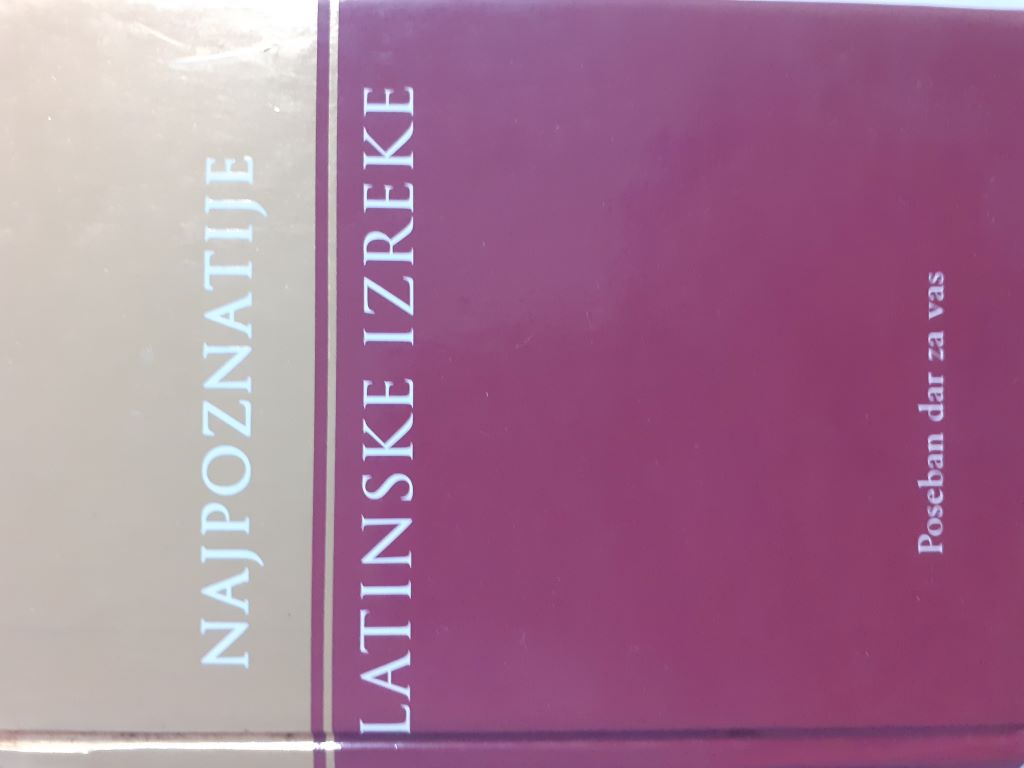 NAJPOZNATIJE
LATINSKE IZREKE
Poseban dar za vas